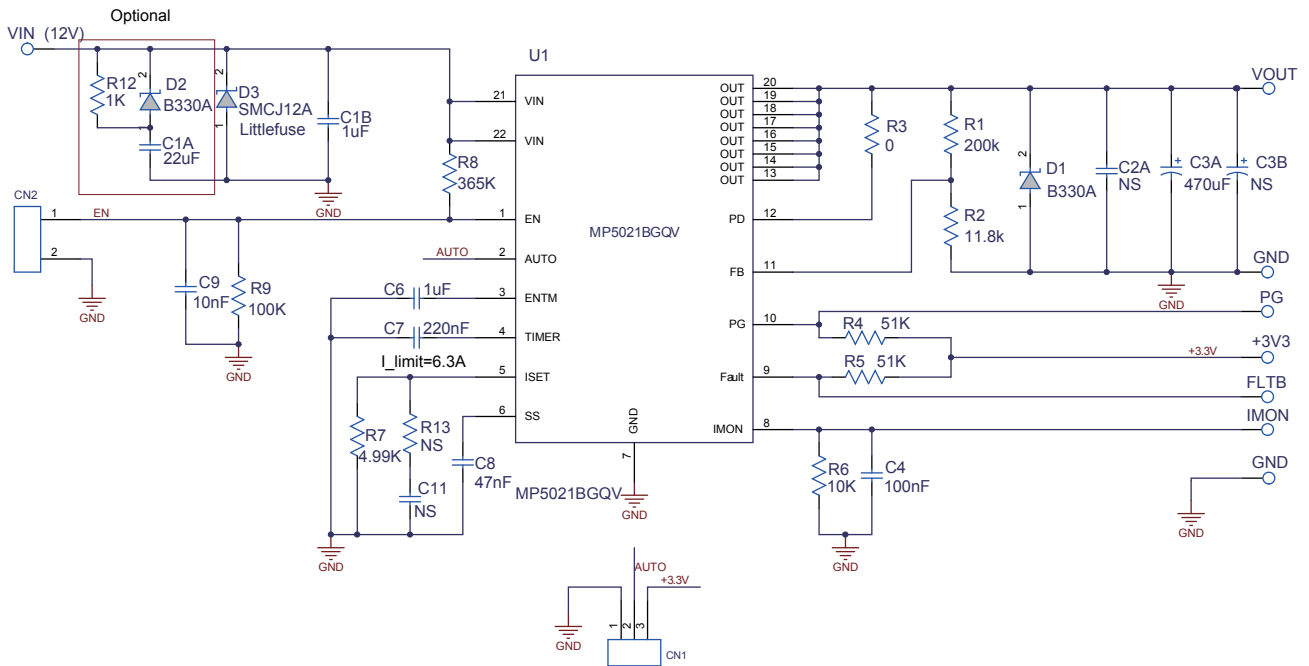 Optional
VIN (12V)
R12
1K
2
D2
B330A
1
C1A
22uF
2
D3
SMCJ12A
Littlefuse
1
C1B
1uF
GND
R8
365K
CN2
1
2
EN
GND
C9
10nF
R9
100K
GND
AUTO
C6
1uF
C7
220nF
I_limit=6.3A
R7
4.99K
R13
NS
C11
NS
C8
47nF
GND
U1
21
VIN
22
VIN
1
EN
2
AUTO
3
ENTM
4
TIMER
5
ISET
6
SS
MP5021BGQV
OUT
20
OUT
19
OUT
18
OUT
17
OUT
16
OUT
15
OUT
14
OUT
13
PD
12
FB
11
PG
10
Fault
9
IMON
8
GND
7
MP5021BGQV
GND
R3
0
R1
200k
R2
11.8k
2
D1
B330A
1
C2A
NS
+
C3A
470uF
+
C3B
NS
VOUT
GND
GND
PG
R4
51K
+3.3V
+3V3
R5
51K
FLTB
IMON
R6
10K
C4
100nF
GND
GND
GND
AUTO
+3.3V
GND
1
2
3
CN1